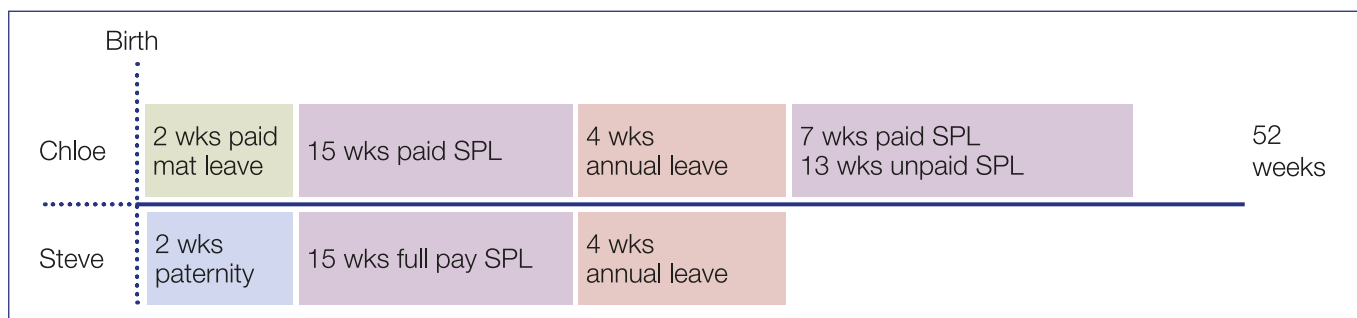 Birth
Chloe
2 wks paid
mat leave
15 wks paid SPL
4 wks
annual leave
7 wks paid SPL
13 wks unpaid SPL
52
weeks
Steve
2 wks
paternity
15 wks full pay SPL
4 wks
annual leave